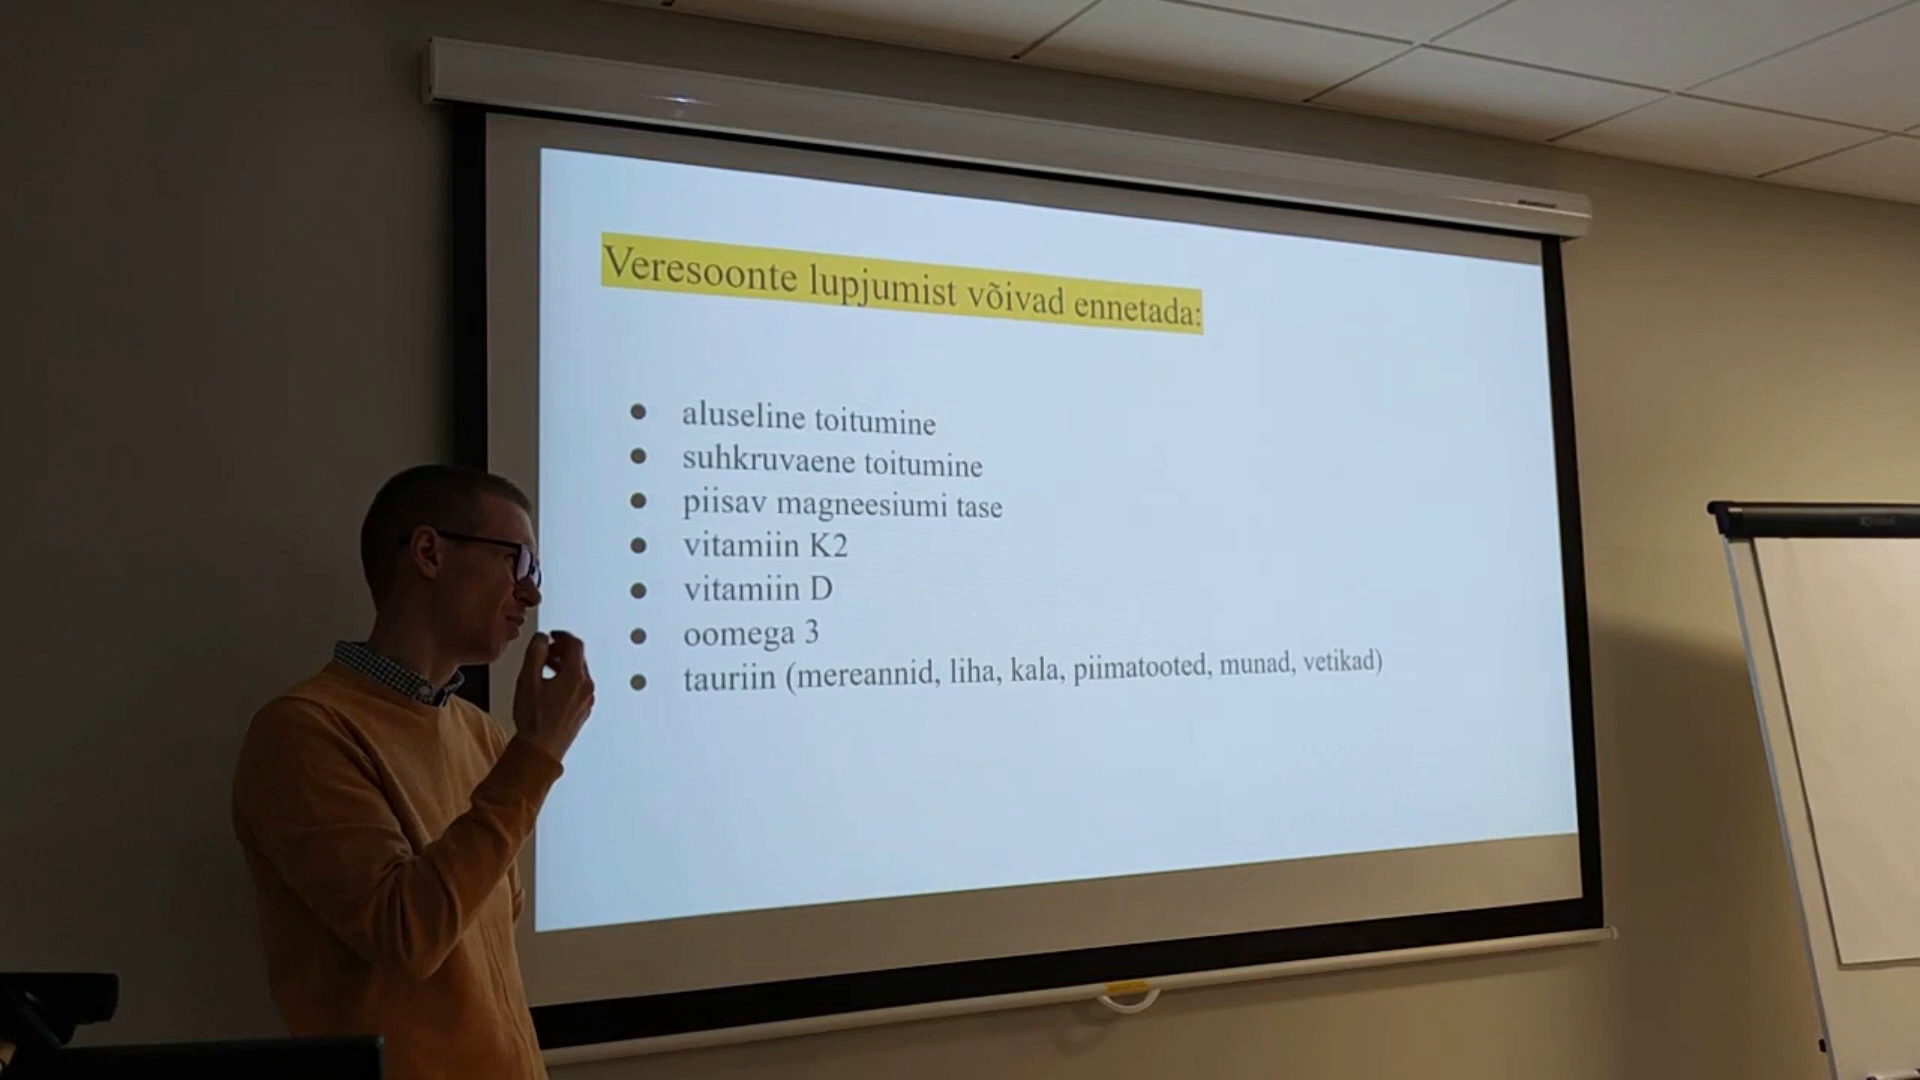 Veresoonte lupjumist võivad ennetada:
● aluseline toitumine
● suhkruvaene toitumine
● piisav magneesiumi tase
● vitamiin K2
● vitamiin D
● oomega 3
● tauriin (mereannid, liha, kala, piimatooted, munad, vetikad)